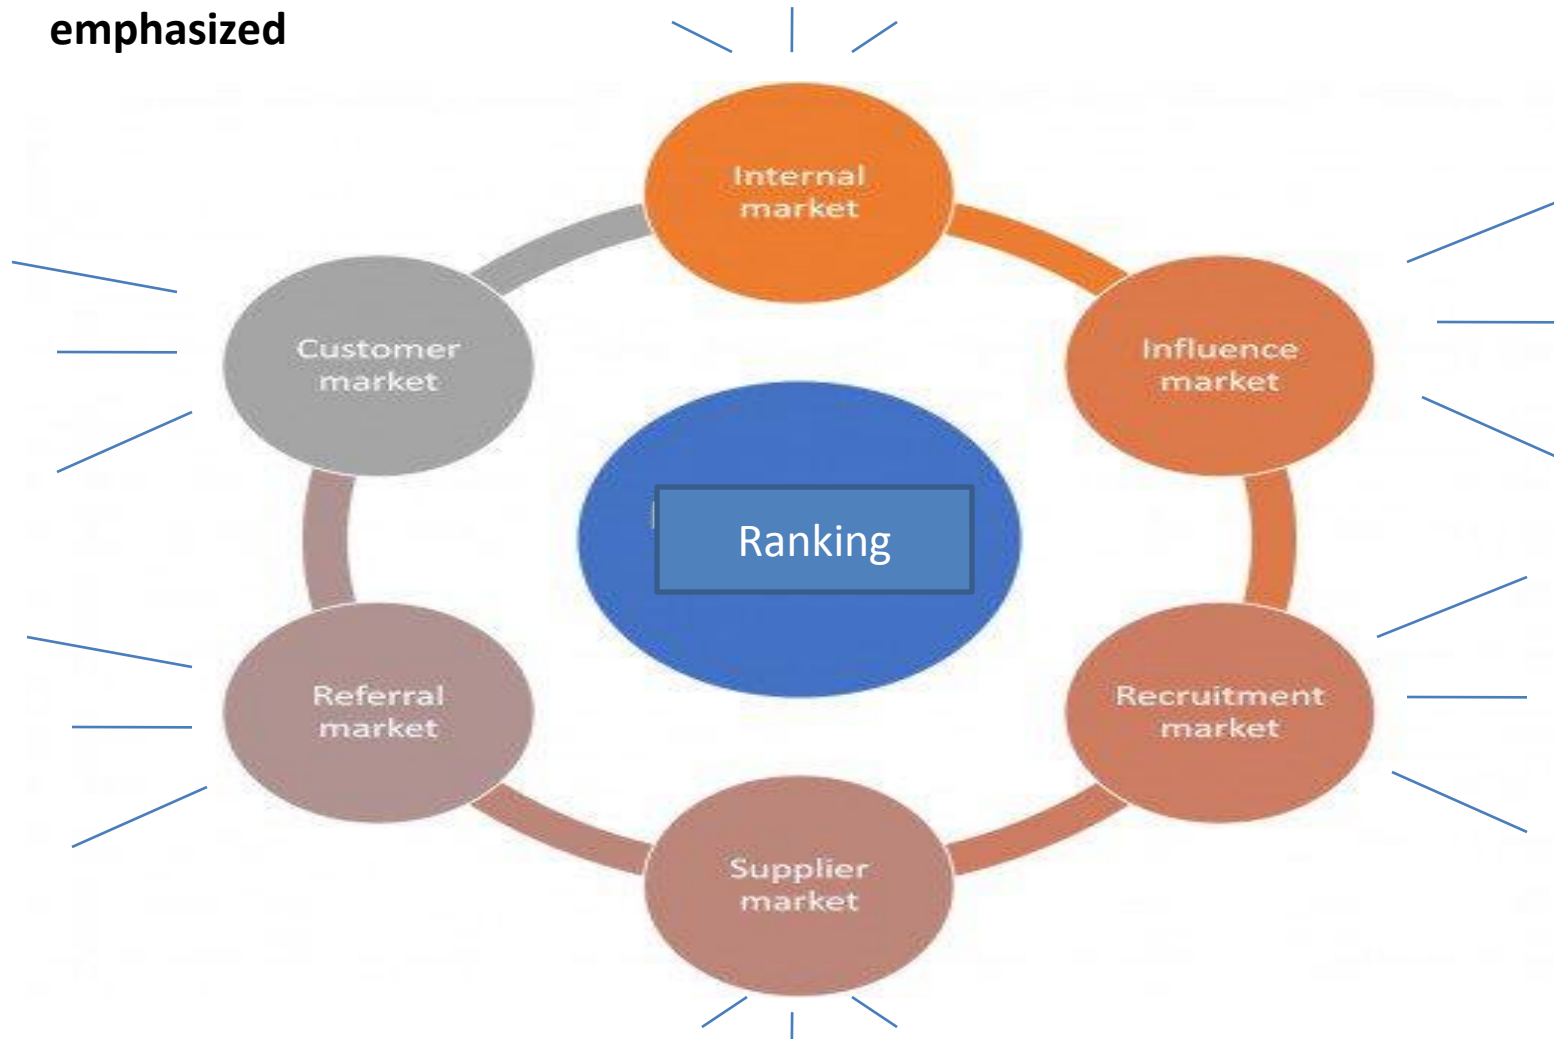 emphasized
Internal
market
Customer
market
Influence
market
Ranking
Referral
market
Recruitment
market
Supplier
market